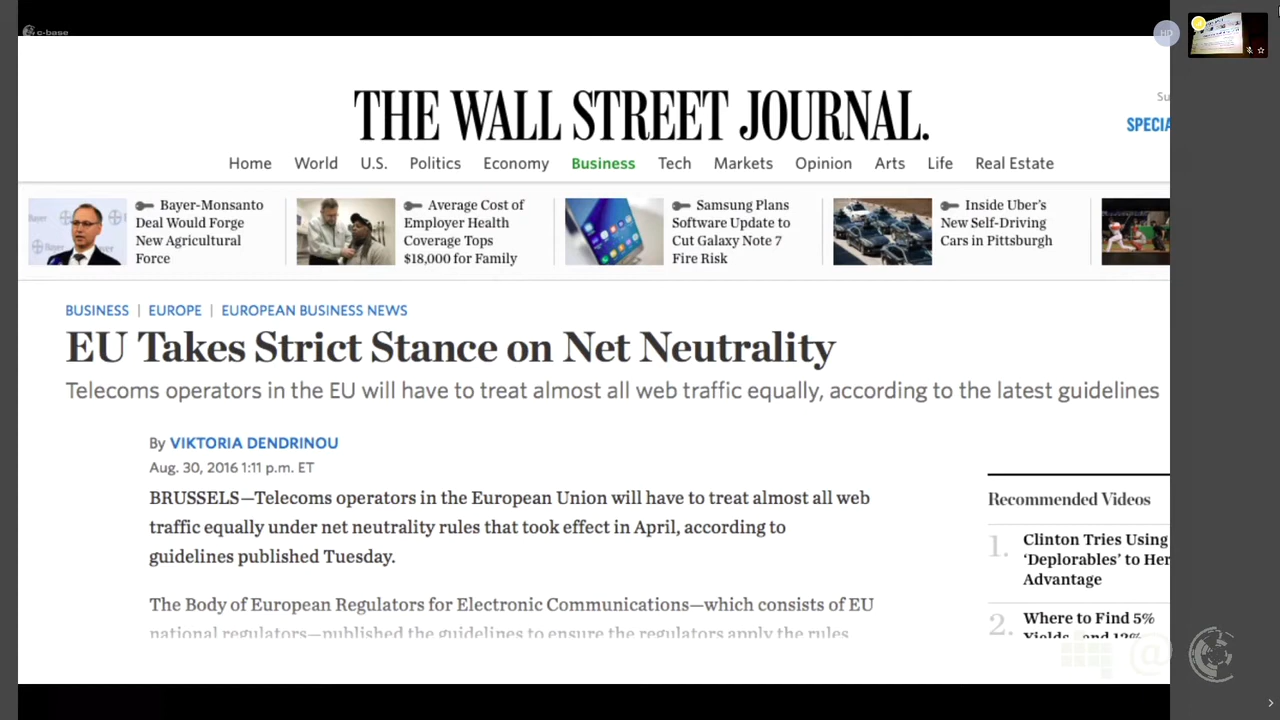 c-base
HD
THE WALL STREET JOURNAL.
Su
SPECIA
Home World U.S. Politics Economy Business Tech Markets Opinion Arts Life Real Estate
Bayer-Monsanto
Deal Would Forge
New Agricultural
Force
Average Cost of
Employer Health
Coverage Tops
$18,000 for Family
Samsung Plans
Software Update to
Cut Galaxy Note 7
Fire Risk
Inside Uber’s
New Self-Driving
Cars in Pittsburgh
BUSINESS | EUROPE | EUROPEAN BUSINESS NEWS
EU Takes Strict Stance on Net Neutrality
Telecoms operators in the EU will have to treat almost all web traffic equally, according to the latest guidelines
By VIKTORIA DENDRINOU
Aug. 30, 2016 1:11 p.m. ET
BRUSSELS—Telecoms operators in the European Union will have to treat almost all web
traffic equally under net neutrality rules that took effect in April, according to
guidelines published Tuesday.
The Body of European Regulators for Electronic Communications—which consists of EU
national regulators—published the guidelines to ensure the regulators apply the rules
Recommended Videos
1. Clinton Tries Using
‘Deplorables’ to Her
Advantage
2. Where to Find 5%
Yields and 12%